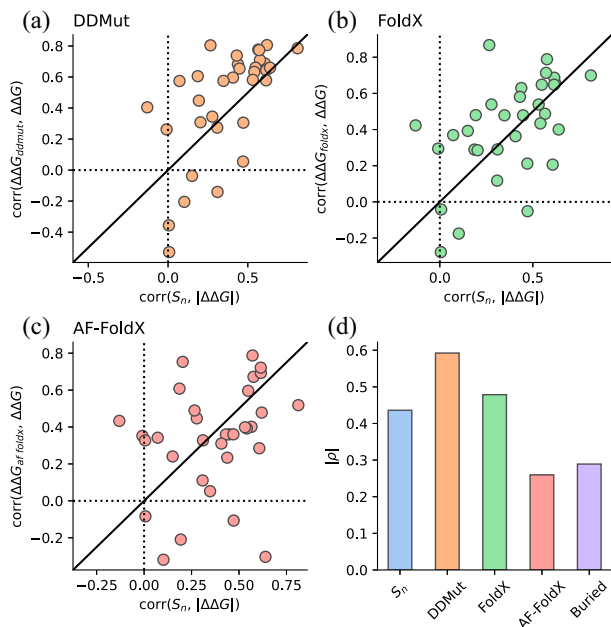 (a) DDMut
0.8
0.6
0.4
0.2
0.0
−0.2
−0.4
corr(ΔΔG_ddmut, ΔΔG)
−0.5 0.0 0.5
corr(S_n, |ΔΔG|)
(b) FoldX
0.8
0.6
0.4
0.2
0.0
−0.2
corr(ΔΔG_foldx, ΔΔG)
0.0 0.5
corr(S_n, |ΔΔG|)
(c) AF-FoldX
0.8
0.6
0.4
0.2
0.0
−0.2
corr(ΔΔG_af foldx, ΔΔG)
−0.25 0.00 0.25 0.50 0.75
corr(S_n, |ΔΔG|)
(d)
0.6
0.5
0.4
0.3
0.2
0.1
0.0
|ρ|
S_n DDMut FoldX AF-FoldX Buried